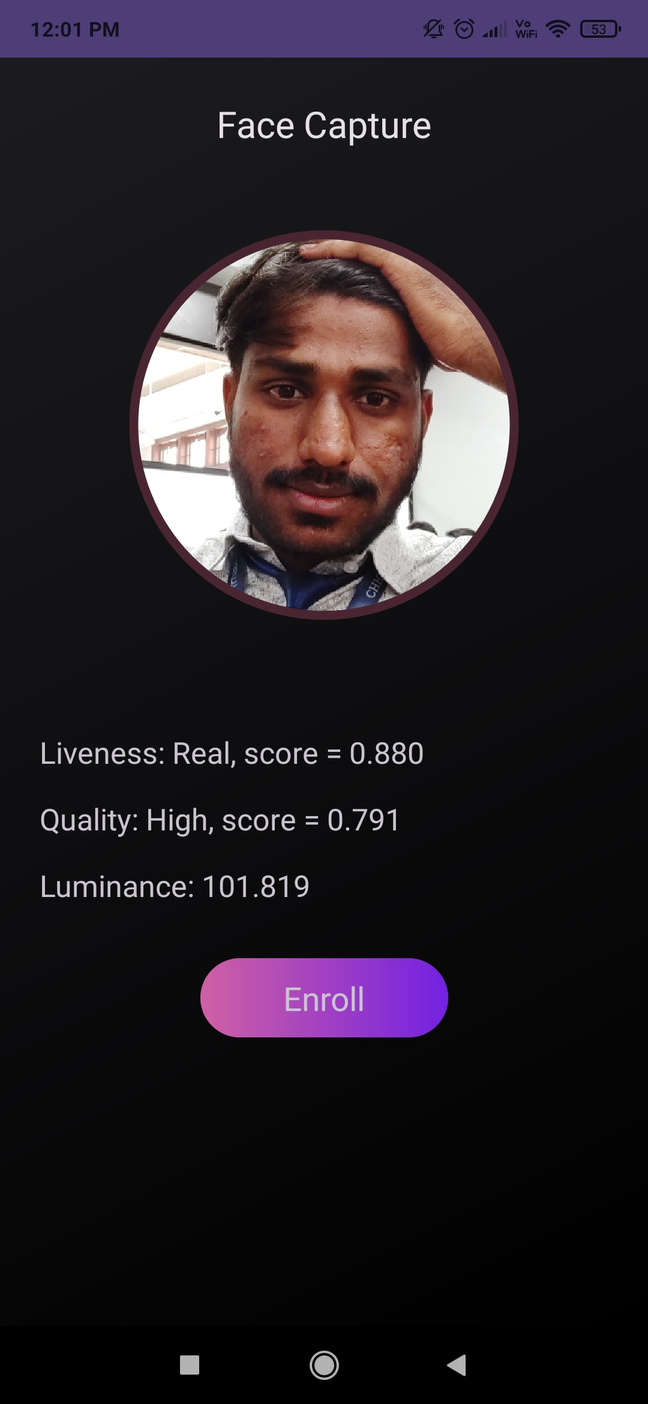 12:01 PM
Vo
WiFi
53
Face Capture
CH
Liveness: Real, score = 0.880
Quality: High, score = 0.791
Luminance: 101.819
Enroll